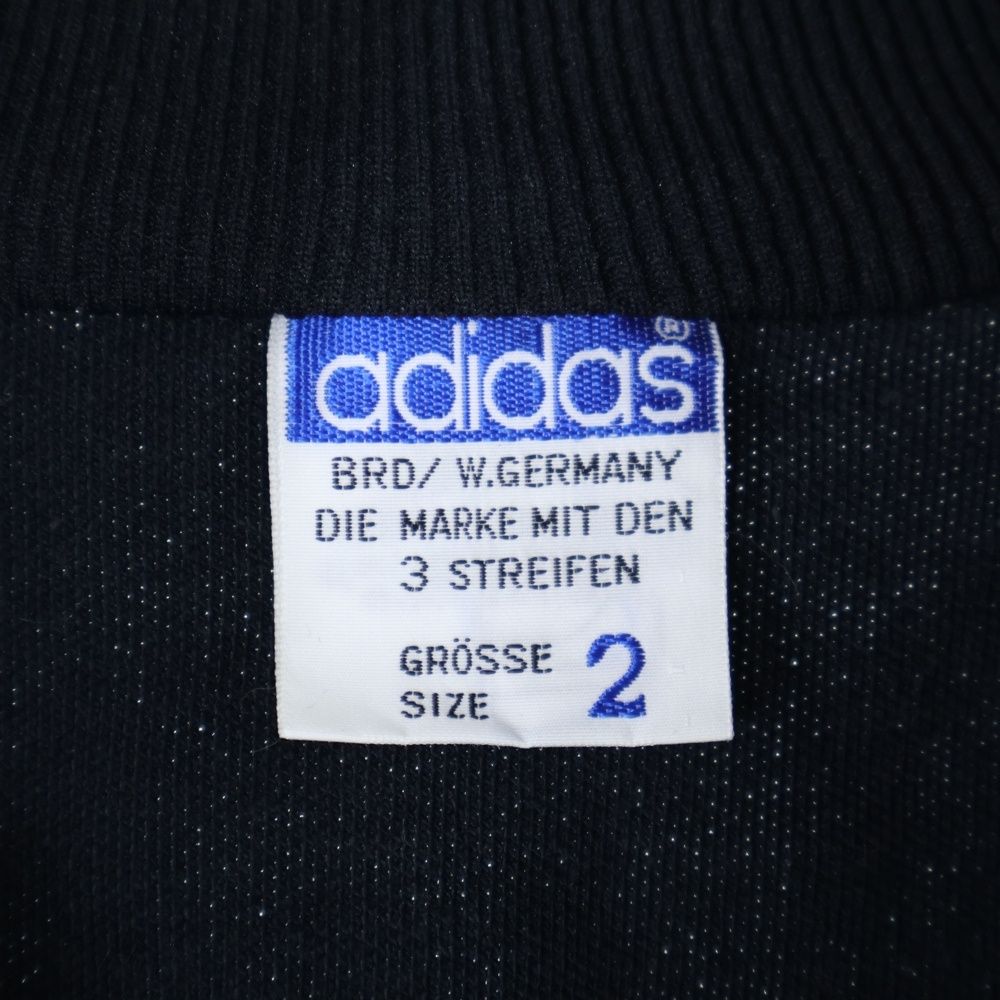 adidas®
BRD/ W.GERMANY
DIE MARKE MIT DEN
3 STREIFEN
GRÖSSE 2
SIZE